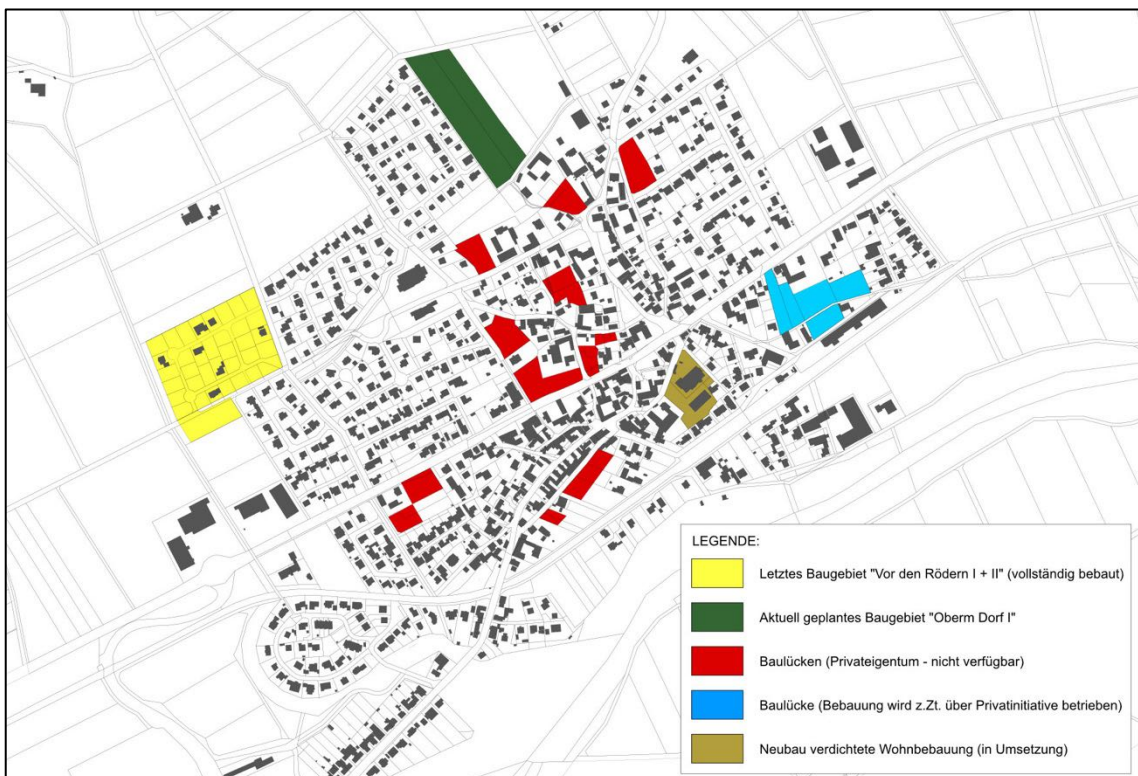 LEGENDE:
Letztes Baugebiet "Vor den Rödern I + II" (vollständig bebaut)
Aktuell geplantes Baugebiet "Oberm Dorf I"
Baulücken (Privateigentum - nicht verfügbar)
Baulücke (Bebauung wird z.Zt. über Privatinitiative betrieben)
Neubau verdichtete Wohnbebauung (in Umsetzung)